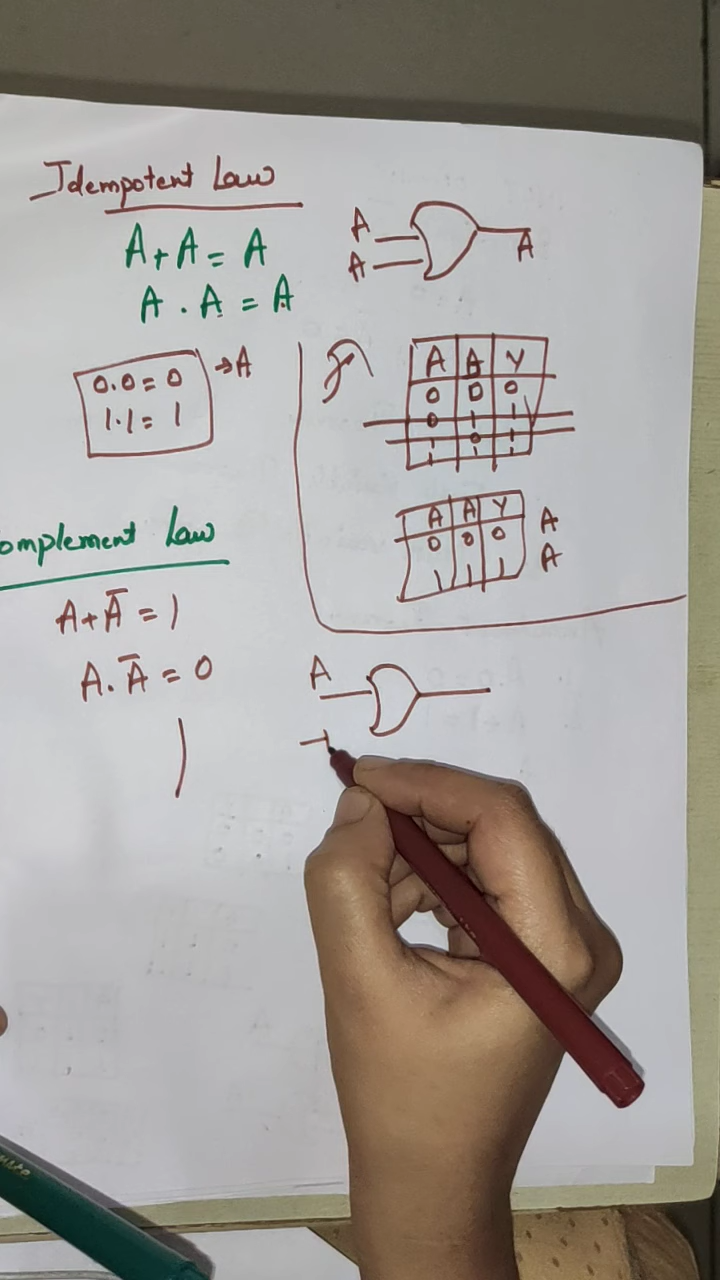 Idempotent Law
A + A = A
A . A = A
0.0 = 0
1.1 = 1
→ A
A
A
A
A A Y
0 0 0
0 1 1
1 0 1
1 1 1
A A Y
0 0 0
1 1 1
A
A
omplement Law
A + Ā = 1
A . Ā = 0
A